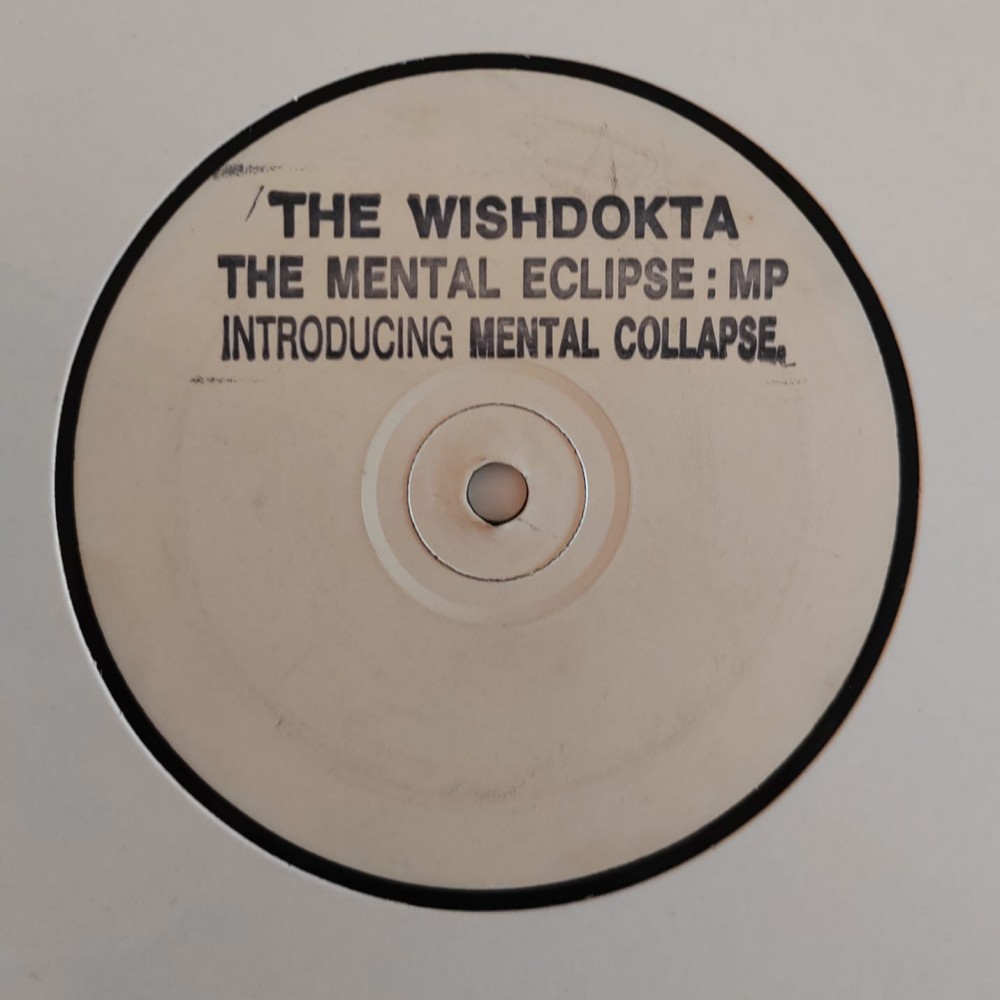 THE WISHDOKTA
THE MENTAL ECLIPSE : MP
INTRODUCING MENTAL COLLAPSE.